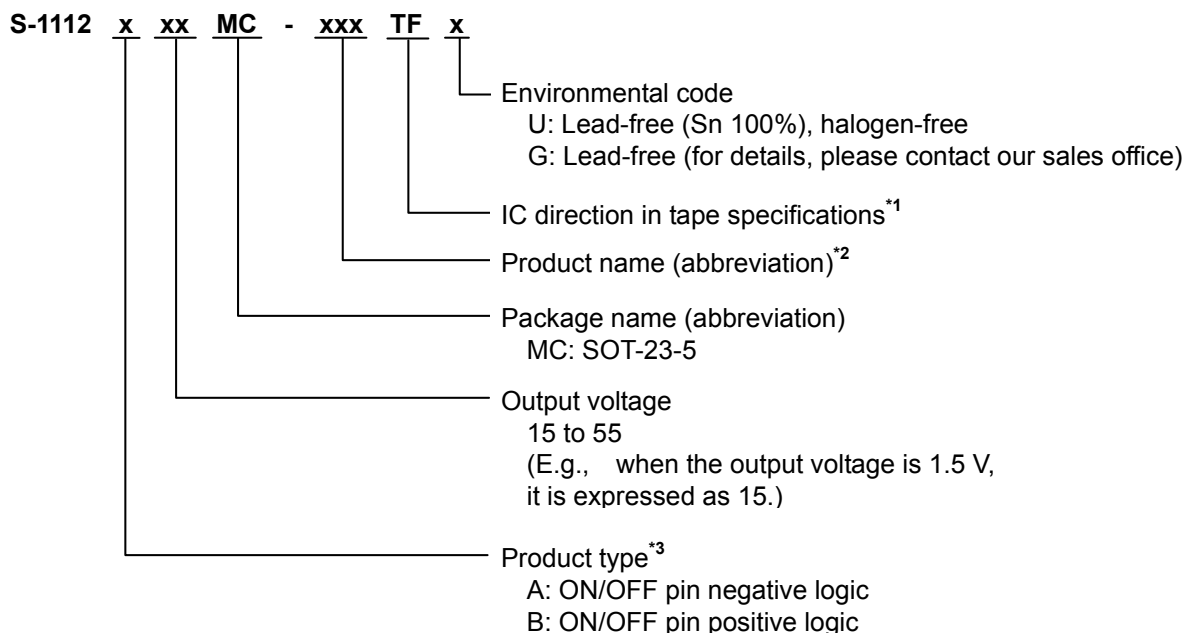 S-1112 x xx MC - xxx TF x
Environmental code
U: Lead-free (Sn 100%), halogen-free
G: Lead-free (for details, please contact our sales office)
IC direction in tape specifications*1
Product name (abbreviation)*2
Package name (abbreviation)
MC: SOT-23-5
Output voltage
15 to 55
(E.g., when the output voltage is 1.5 V,
it is expressed as 15.)
Product type*3
A: ON/OFF pin negative logic
B: ON/OFF pin positive logic